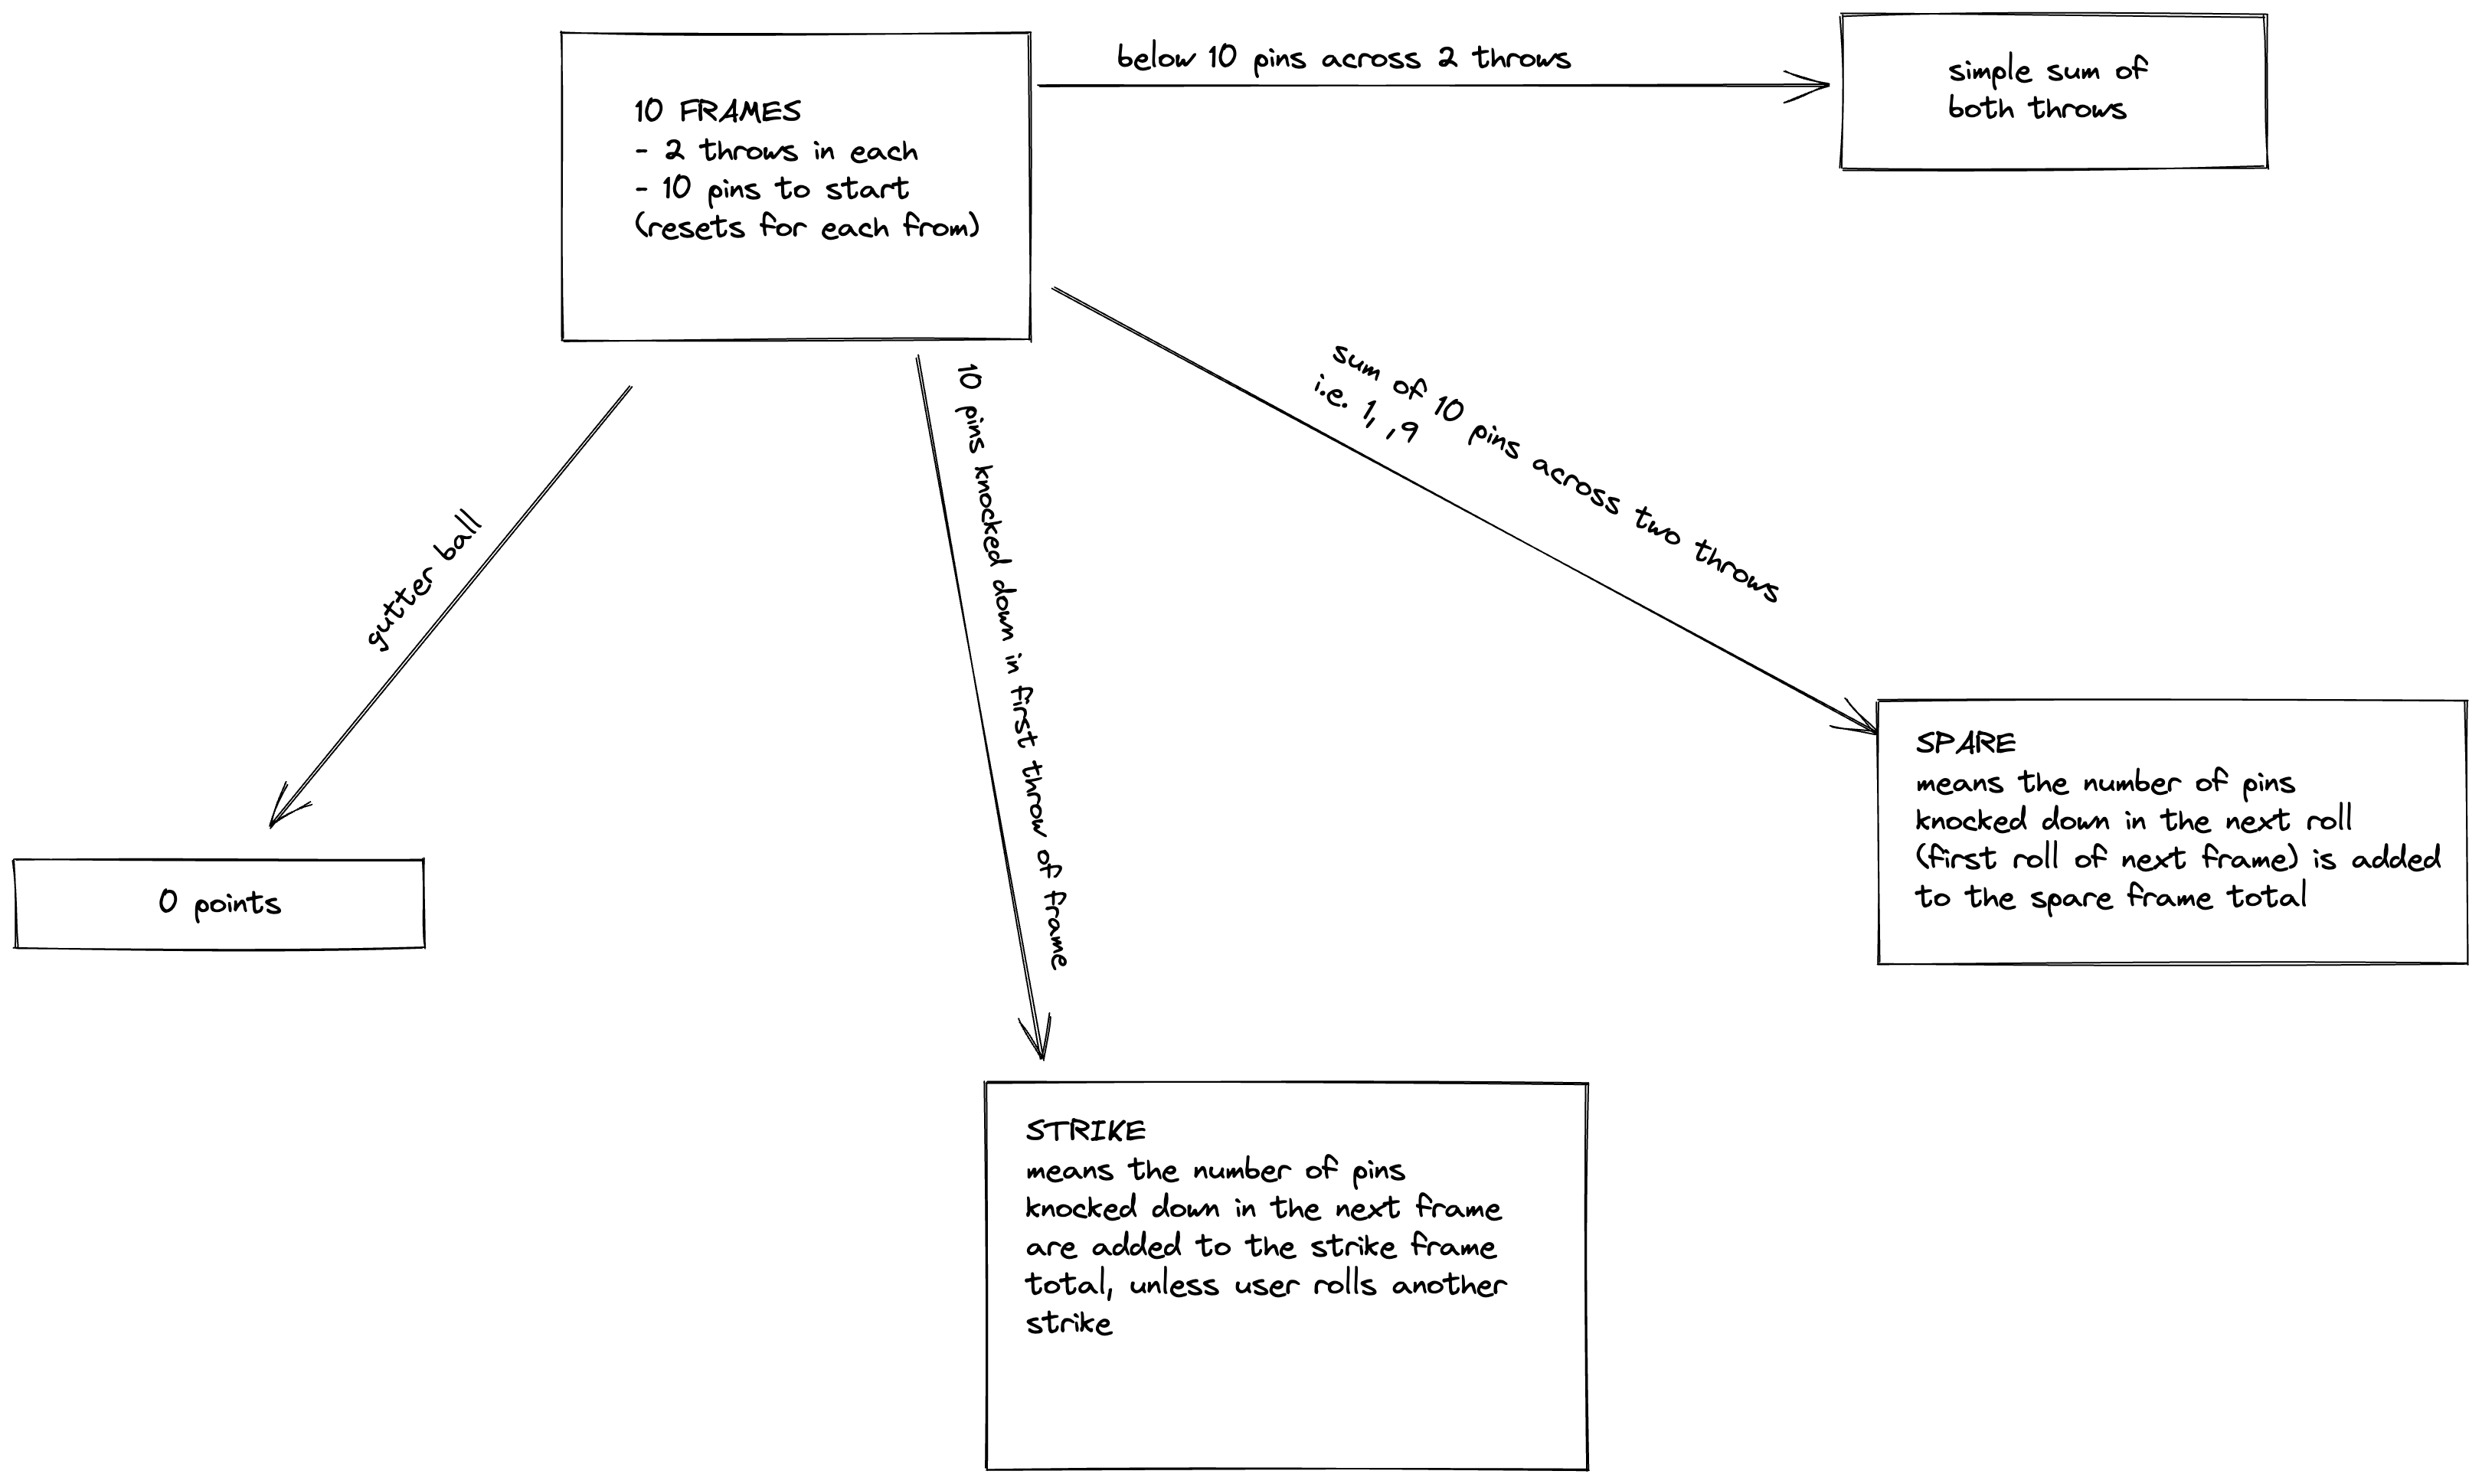 below 10 pins across 2 throws
simple sum of
both throws
10 FRAMES
- 2 throws in each
- 10 pins to start
(resets for each from)
sum of 10 pins across two throws
i.e. 1, , 9
gutter ball
10 pins knocked down in first throw of frame
SPARE
means the number of pins
knocked down in the next roll
(first roll of next frame) is added
to the spare frame total
0 points
STRIKE
means the number of pins
knocked down in the next frame
are added to the strike frame
total, unless user rolls another
strike